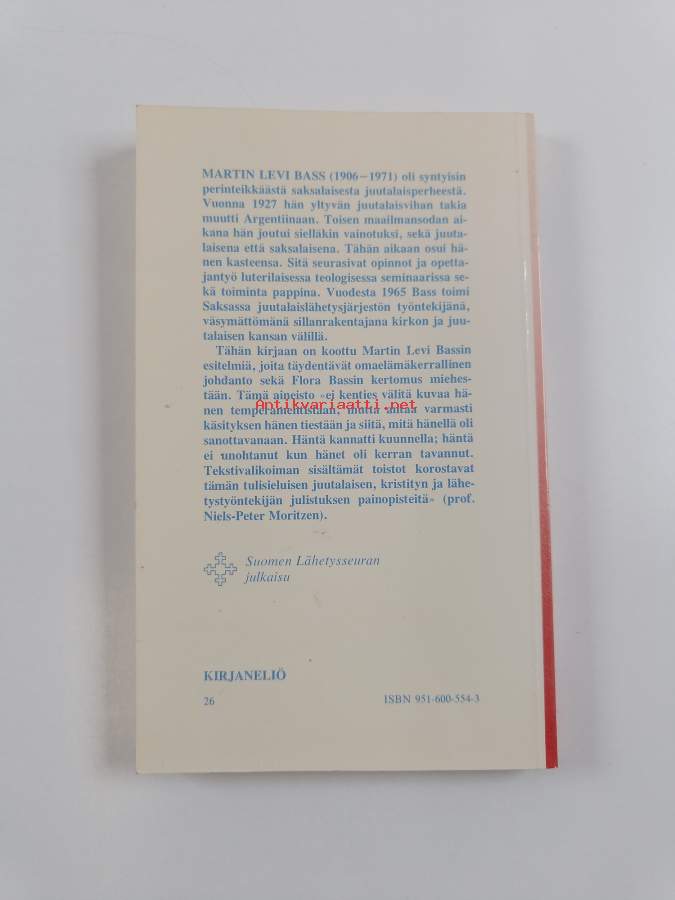 MARTIN LEVI BASS (1906–1971) oli syntyisin
perinteikkäästä saksalaisesta juutalaisperheestä.
Vuonna 1927 hän yltyvän juutalaisvihan takia
muutti Argentiinaan. Toisen maailmansodan ai-
kana hän joutui sielläkin vainotuksi, sekä juuta-
laisena että saksalaisena. Tähän aikaan osui hä-
nen kasteensa. Sitä seurasivat opinnot ja opetta-
jantyö luterilaisessa teologisessa seminaarissa se-
kä toiminta pappina. Vuodesta 1965 Bass toimi
Saksassa juutalaislähetysjärjestön työntekijänä,
väsymättömänä sillanrakentajana kirkon ja juu-
talaisen kansan välillä.
Tähän kirjaan on koottu Martin Levi Bassin
esitelmiä, joita täydentävät omaelämäkerrallinen
johdanto sekä Flora Bassin kertomus miehes-
tään. Tämä aineisto »ej kenties välitä kuvaa hä-
Antikvariaatti.net
nen temperamentistaan, mutta antaa varmasti
käsityksen hänen tiestään ja siitä, mitä hänellä oli
sanottavanaan. Häntä kannatti kuunnella; häntä
ei unohtanut kun hänet oli kerran tavannut.
Tekstivalikoiman sisältämät toistot korostavat
tämän tulisieluisen juutalaisen, kristityn ja lähe-
tystyöntekijän julistuksen painopisteitä» (prof.
Niels-Peter Moritzen).
Suomen Lähetysseuran
julkaisu
KIRJANELIÖ
26 ISBN 951-600-554-3